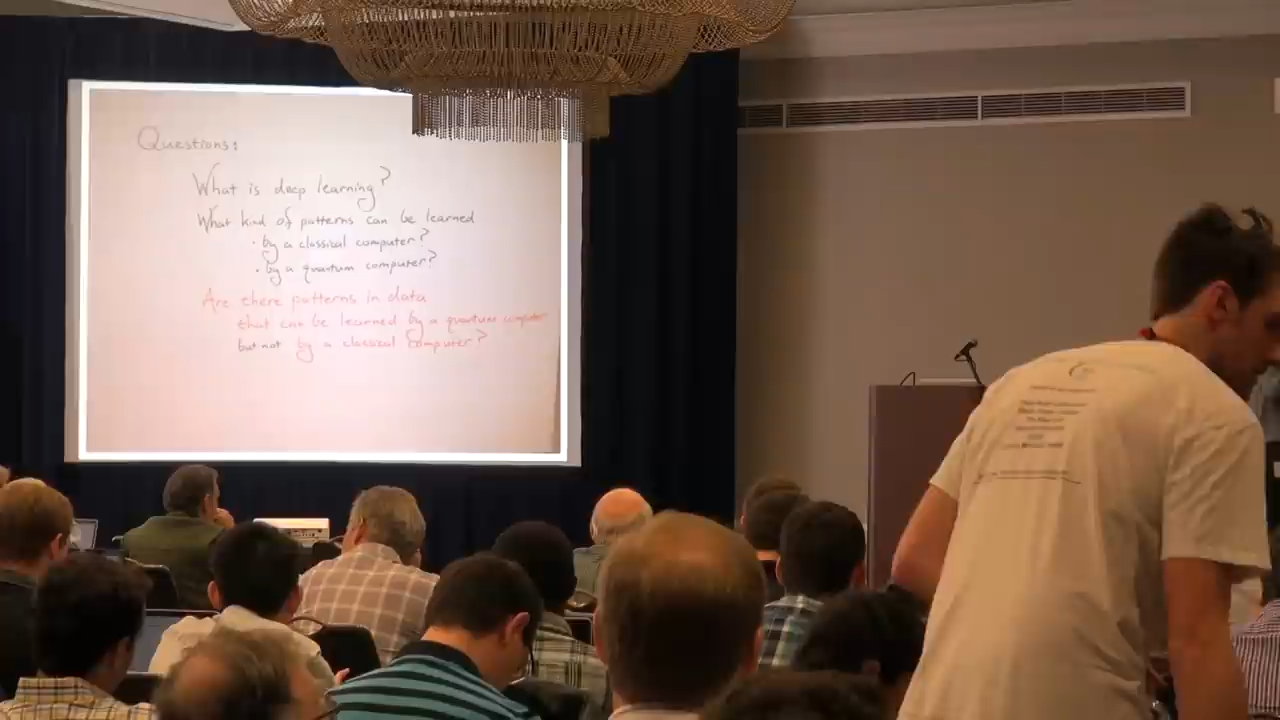 Questions:
What is deep learning?
What kind of patterns can be learned
· by a classical computer?
· by a quantum computer?
Are there patterns in data
that can be learned by a quantum computer
but not by a classical computer?